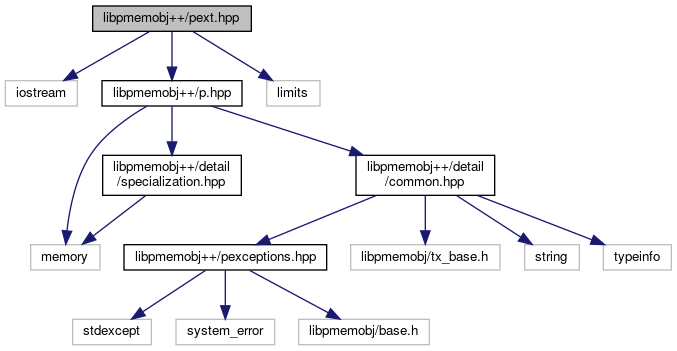 libpmemobj++/pext.hpp
iostream
libpmemobj++/p.hpp
limits
libpmemobj++/detail
/specialization.hpp
libpmemobj++/detail
/common.hpp
memory
libpmemobj++/pexceptions.hpp
libpmemobj/tx_base.h
string
typeinfo
stdexcept
system_error
libpmemobj/base.h